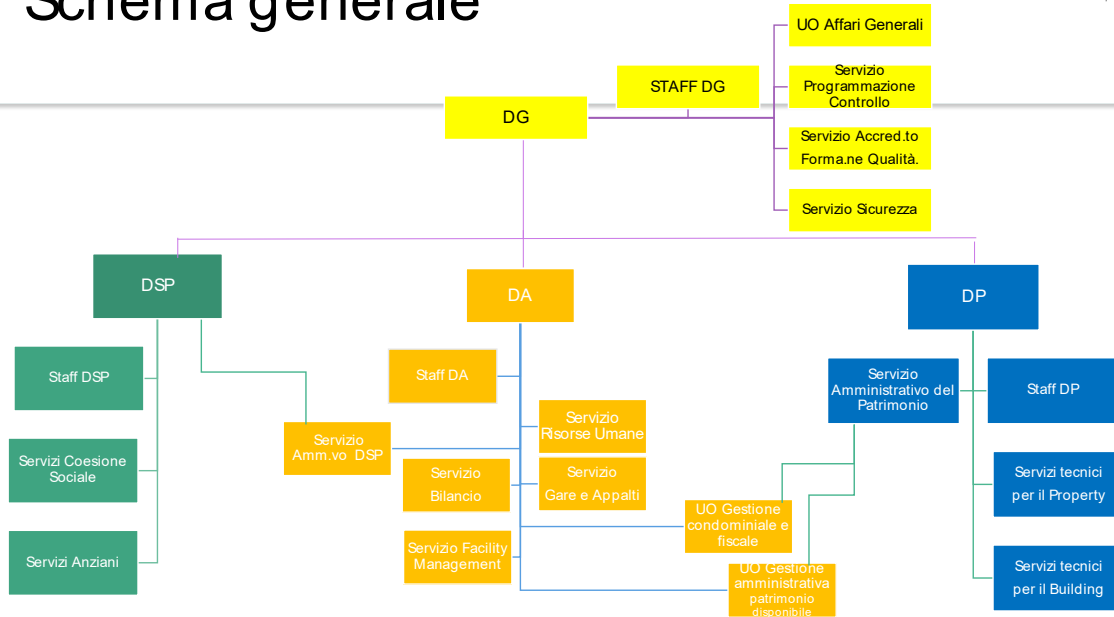 Schema generale
UO Affari Generali
STAFF DG
Servizio
Programmazione
Controllo
DG
Servizio Accred.to
Forma.ne Qualità.
Servizio Sicurezza
DSP
DA
DP
Staff DSP
Staff DA
Servizio
Amministrativo del
Patrimonio
Staff DP
Servizio
Risorse Umane
Servizio
Amm.vo DSP
Servizi Coesione
Sociale
Servizio
Bilancio
Servizio
Gare e Appalti
Servizi tecnici
per il Property
UO Gestione
condominiale e
fiscale
Servizi Anziani
Servizio Facility
Management
UO Gestione
amministrativa
patrimonio
disponibile
Servizi tecnici
per il Building